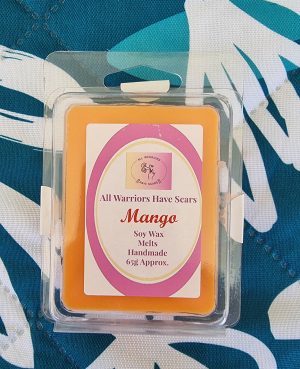 All Warriors Have Scars
Mango
Soy Wax
Melts
Handmade
65g Approx.